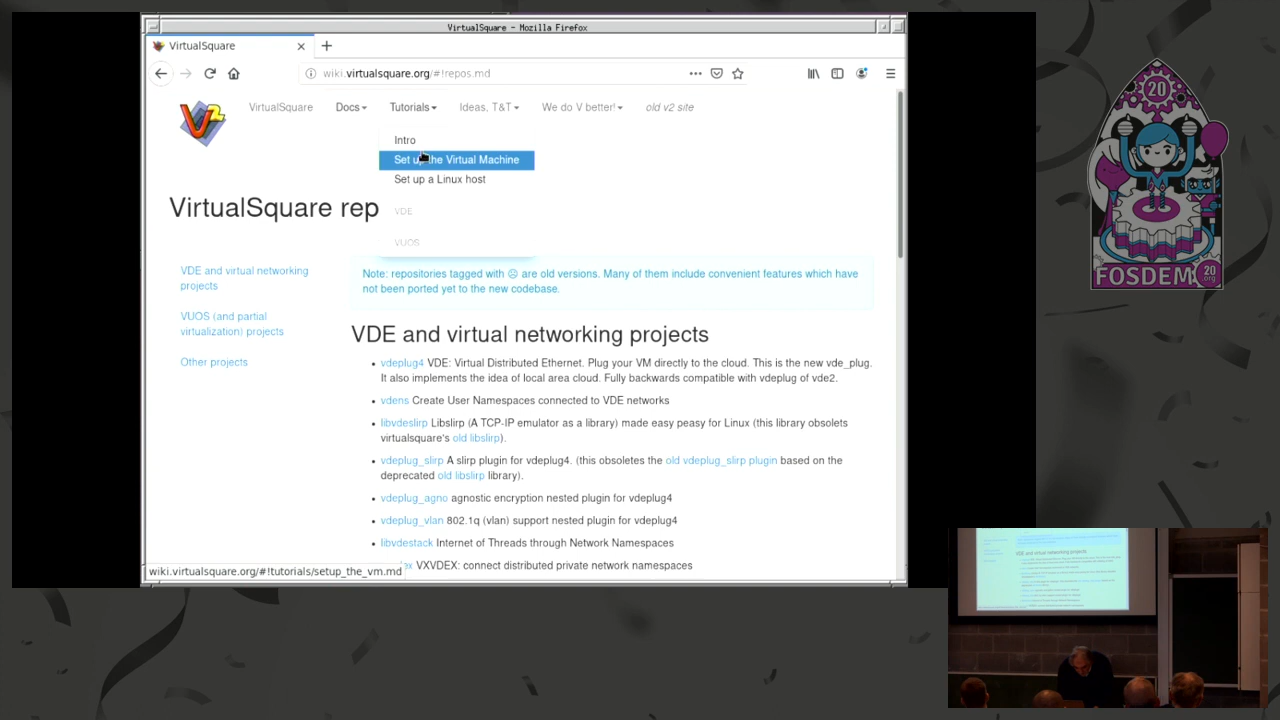 VirtualSquare - Mozilla Firefox
VirtualSquare
wiki.virtualsquare.org/#!repos.md
VirtualSquare Docs Tutorials Ideas, T&T We do V better! old v2 site
Intro
Set up the Virtual Machine
Set up a Linux host
VDE
VUOS
VirtualSquare rep
VDE and virtual networking
projects
VUOS (and partial
virtualization) projects
Other projects
Note: repositories tagged with ☹ are old versions. Many of them include convenient features which have
not been ported yet to the new codebase.
VDE and virtual networking projects
• vdeplug4 VDE: Virtual Distributed Ethernet. Plug your VM directly to the cloud. This is the new vde_plug.
It also implements the idea of local area cloud. Fully backwards compatible with vdeplug of vde2.
• vdens Create User Namespaces connected to VDE networks
• libvdeslirp Libslirp (A TCP-IP emulator as a library) made easy peasy for Linux (this library obsoletes
virtualsquare's old libslirp).
• vdeplug_slirp A slirp plugin for vdeplug4. (this obsoletes the old vdeplug_slirp plugin based on the
deprecated old libslirp library).
• vdeplug_agno agnostic encryption nested plugin for vdeplug4
• vdeplug_vlan 802.1q (vlan) support nested plugin for vdeplug4
• libvdestack Internet of Threads through Network Namespaces
VXVDEX: connect distributed private network namespaces
wiki.virtualsquare.org/#!tutorials/setup_the_vm.md
20
FOSDEM 20
.org
VDE and virtual networking projects